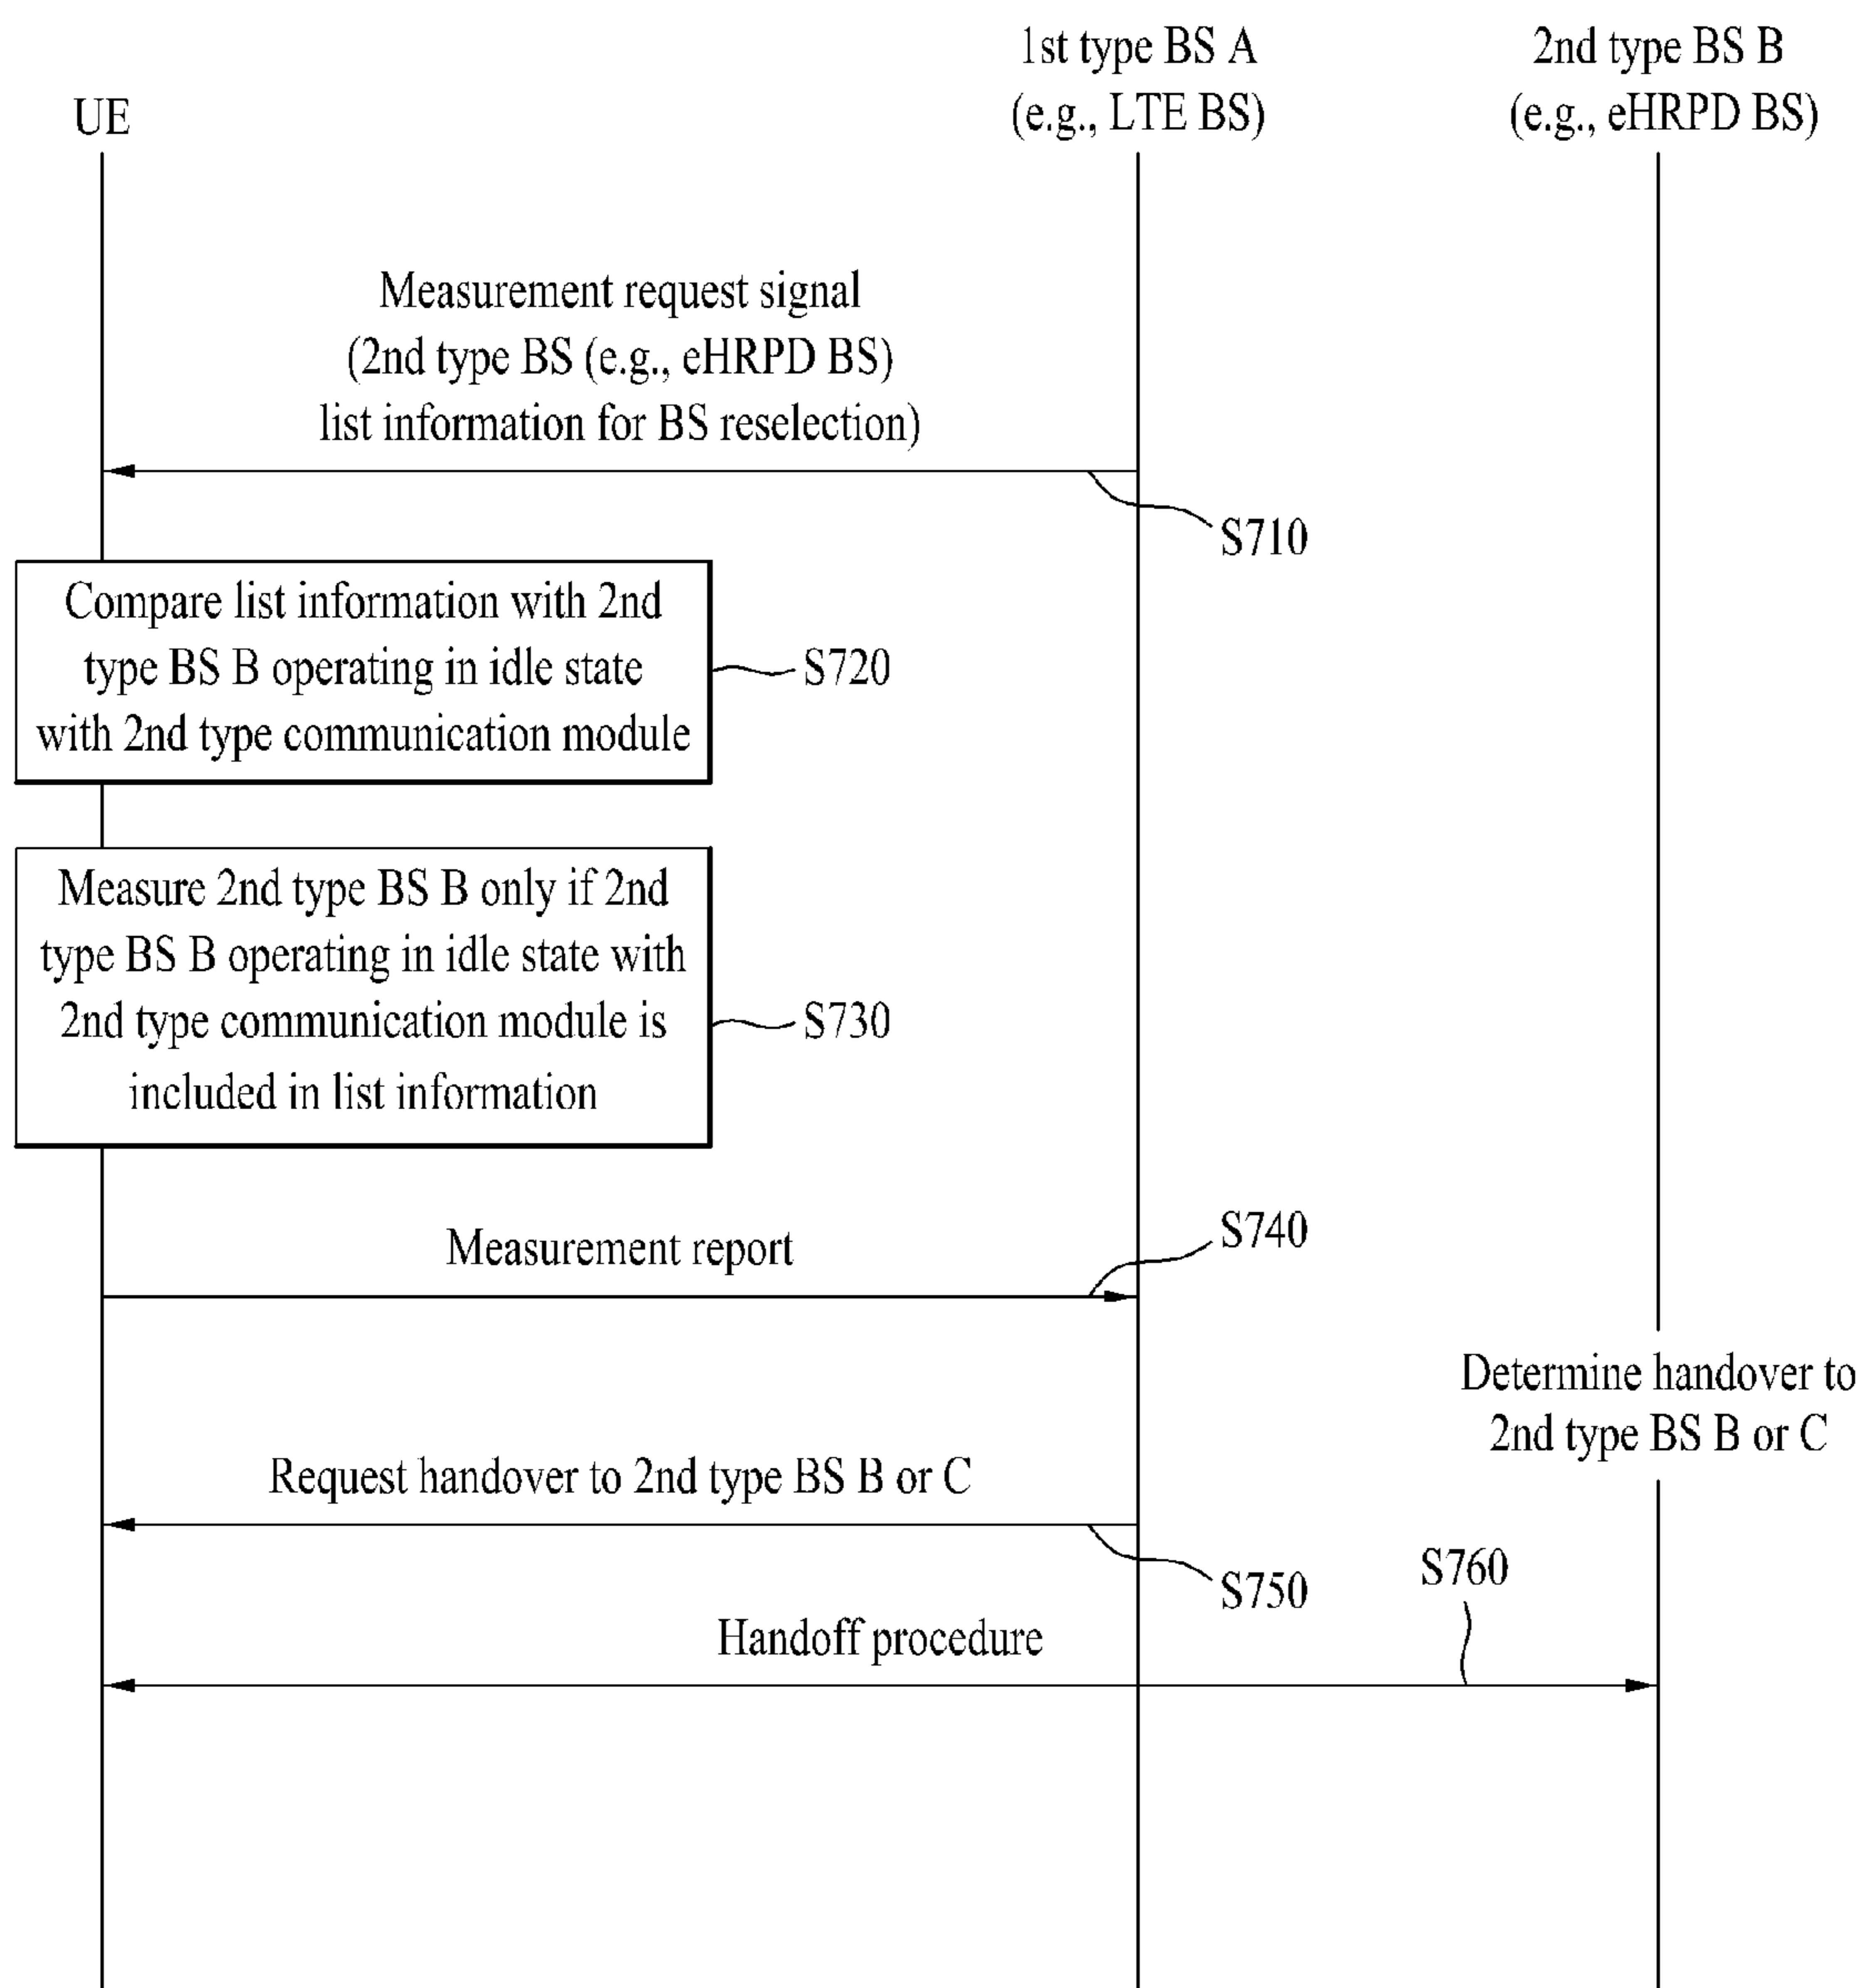 UE
1st type BS A
(e.g., LTE BS)
2nd type BS B
(e.g., eHRPD BS)
Measurement request signal
(2nd type BS (e.g., eHRPD BS)
list information for BS reselection)
S710
Compare list information with 2nd
type BS B operating in idle state
with 2nd type communication module
S720
Measure 2nd type BS B only if 2nd
type BS B operating in idle state with
2nd type communication module is
included in list information
S730
Measurement report
S740
Determine handover to
2nd type BS B or C
Request handover to 2nd type BS B or C
S750
S760
Handoff procedure